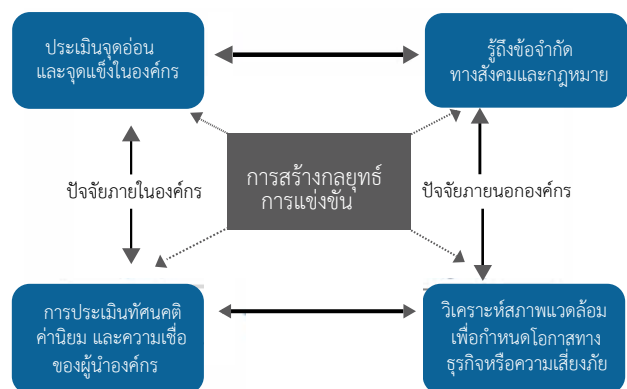 ประเมินจุดอ่อน
และจุดแข็งในองค์กร
รู้ถึงข้อจำกัด
ทางสังคมและกฎหมาย
การสร้างกลยุทธ์
การแข่งขัน
ปัจจัยภายในองค์กร
ปัจจัยภายนอกองค์กร
การประเมินทัศนคติ
ค่านิยม และความเชื่อ
ของผู้นำองค์กร
วิเคราะห์สภาพแวดล้อม
เพื่อกำหนดโอกาสทาง
ธุรกิจหรือความเสี่ยงภัย